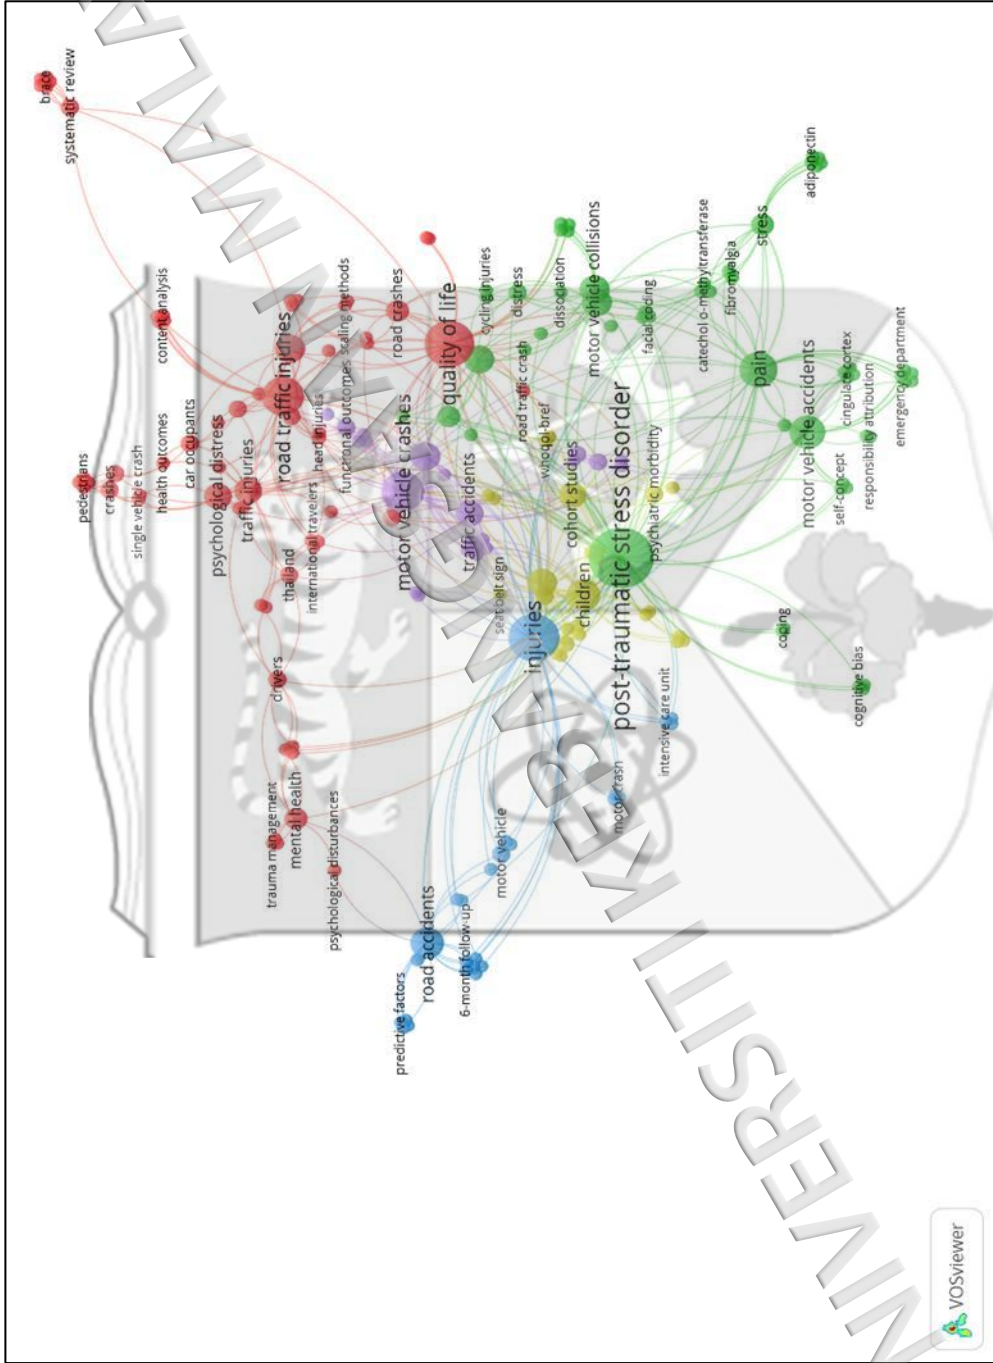 brace
systematic review
content analysis
pedestrians
crashes
single vehicle crash
health outcomes
car occupants
psychological distress
traffic injuries
road traffic injuries
head injuries
functional outcomes
scaling methods
road crashes
thailand
international travelers
drivers
trauma management
mental health
psychological disturbances
quality of life
cycling injuries
distress
dissociation
motor vehicle collisions
facial coding
catechol o-methyltransferase
fibromyalgia
stress
adiponectin
motor vehicle crashes
traffic accidents
road traffic crash
whoqol-bref
cohort studies
psychiatric morbidity
post-traumatic stress disorder
children
seat belt sign
injuries
pain
motor vehicle accidents
cingulate cortex
responsibility attribution
emergency department
self-concept
coping
cognitive bias
intensive care unit
motor crash
motor vehicle
road accidents
6-month follow-up
predictive factors
VOSviewer
NIVERSITI KEBANGSAAN MALA